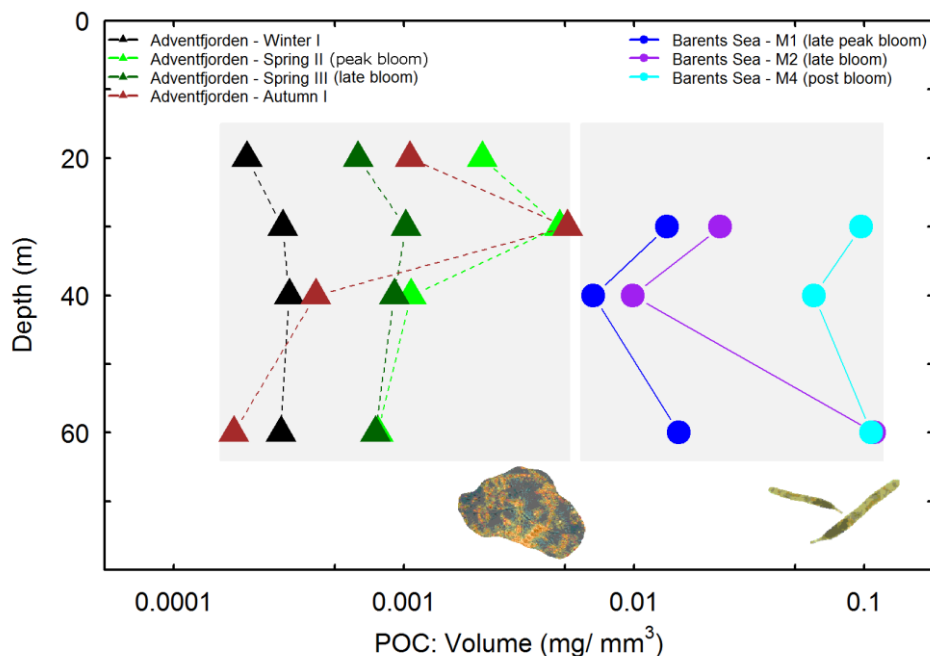 0
20
40
60
Depth (m)
Adventfjorden - Winter I
Adventfjorden - Spring II (peak bloom)
Adventfjorden - Spring III (late bloom)
Adventfjorden - Autumn I
Barents Sea - M1 (late peak bloom)
Barents Sea - M2 (late bloom)
Barents Sea - M4 (post bloom)
0.0001 0.001 0.01 0.1
POC: Volume (mg/ mm³)